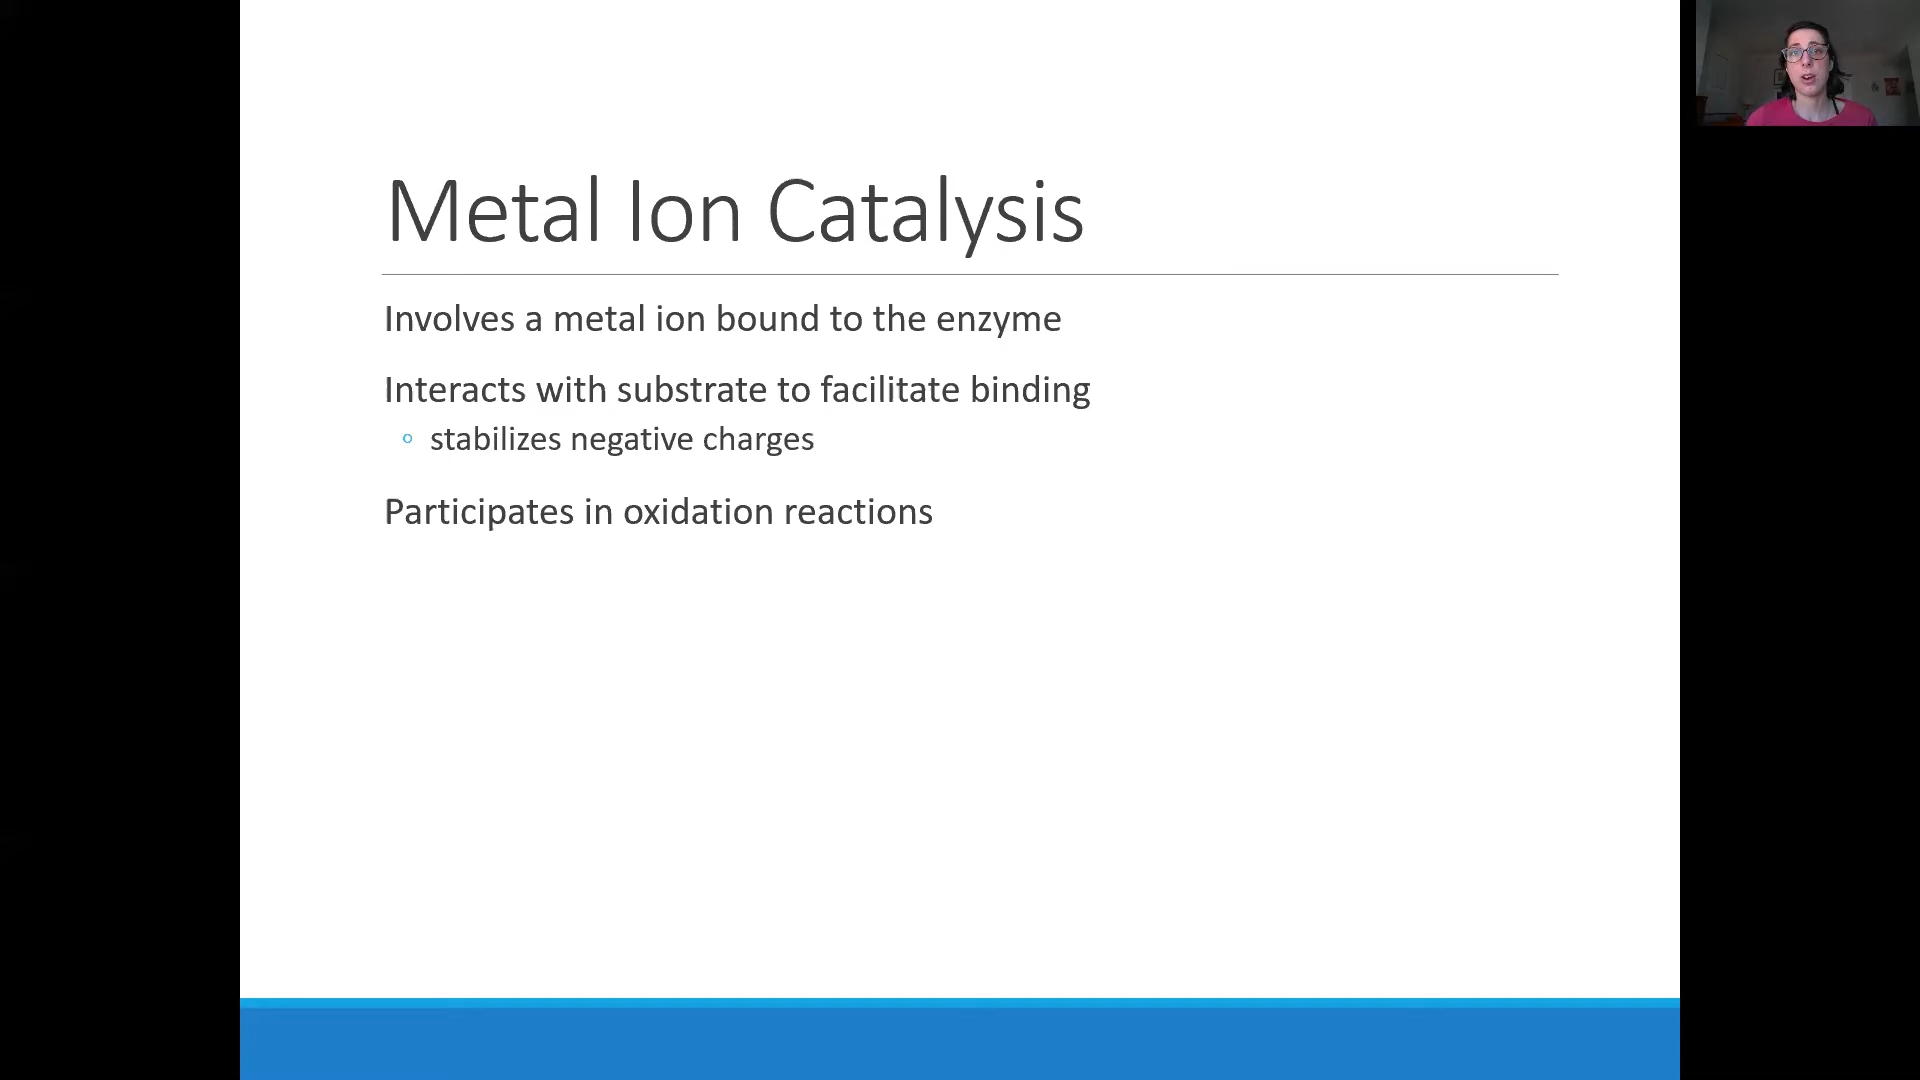 Metal Ion Catalysis
Involves a metal ion bound to the enzyme
Interacts with substrate to facilitate binding
◦ stabilizes negative charges
Participates in oxidation reactions